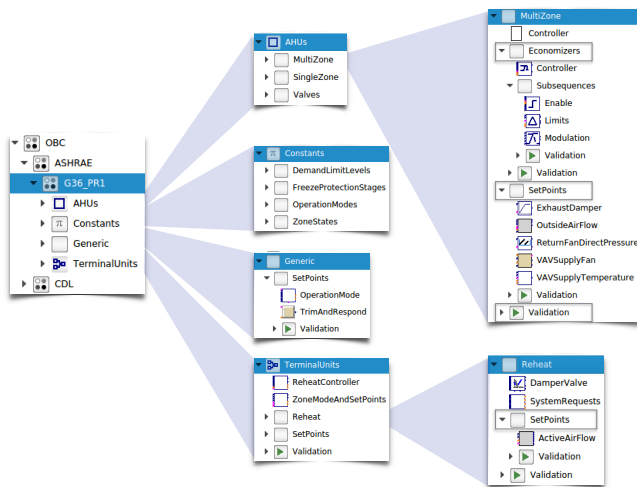 OBC
ASHRAE
G36_PR1
AHUs
Constants
Generic
TerminalUnits
CDL
AHUs
MultiZone
SingleZone
Valves
Constants
DemandLimitLevels
FreezeProtectionStages
OperationModes
ZoneStates
Generic
SetPoints
OperationMode
TrimAndRespond
Validation
TerminalUnits
ReheatController
ZoneModeAndSetPoints
Reheat
SetPoints
Validation
MultiZone
Controller
Economizers
Controller
Subsequences
Enable
Limits
Modulation
Validation
Validation
SetPoints
ExhaustDamper
OutsideAirFlow
ReturnFanDirectPressure
VAVSupplyFan
VAVSupplyTemperature
Validation
Validation
Reheat
DamperValve
SystemRequests
SetPoints
ActiveAirFlow
Validation
Validation